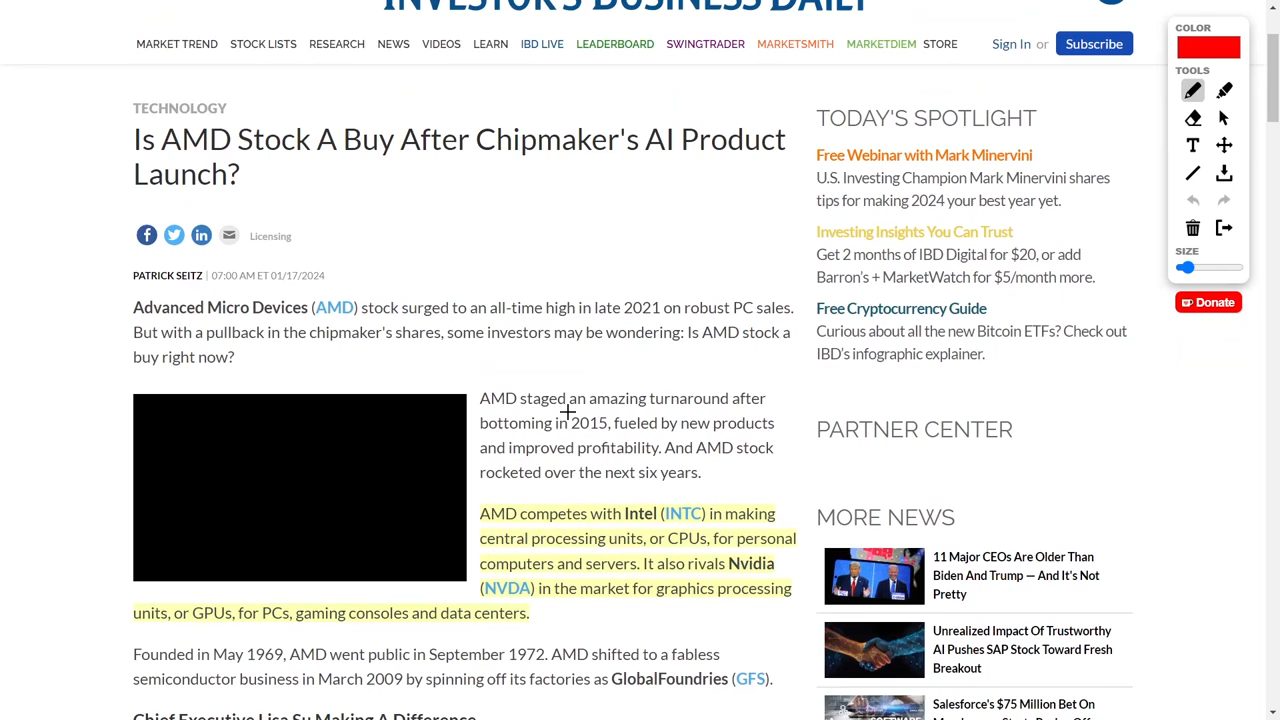 INVESTOR'S BUSINESS DAILY
MARKET TREND STOCK LISTS RESEARCH NEWS VIDEOS LEARN IBD LIVE LEADERBOARD SWINGTRADER MARKETSMITH MARKETDIEM STORE Sign In or Subscribe
TECHNOLOGY
Is AMD Stock A Buy After Chipmaker's AI Product
Launch?
Licensing
PATRICK SEITZ | 07:00 AM ET 01/17/2024
Advanced Micro Devices (AMD) stock surged to an all-time high in late 2021 on robust PC sales.
But with a pullback in the chipmaker's shares, some investors may be wondering: Is AMD stock a
buy right now?
AMD staged an amazing turnaround after
bottoming in 2015, fueled by new products
and improved profitability. And AMD stock
rocketed over the next six years.
AMD competes with Intel (INTC) in making
central processing units, or CPUs, for personal
computers and servers. It also rivals Nvidia
(NVDA) in the market for graphics processing
units, or GPUs, for PCs, gaming consoles and data centers.
Founded in May 1969, AMD went public in September 1972. AMD shifted to a fabless
semiconductor business in March 2009 by spinning off its factories as GlobalFoundries (GFS).
Chief Executive Lisa Su Making A Difference
TODAY'S SPOTLIGHT
Free Webinar with Mark Minervini
U.S. Investing Champion Mark Minervini shares
tips for making 2024 your best year yet.
Investing Insights You Can Trust
Get 2 months of IBD Digital for $20, or add
Barron's + MarketWatch for $5/month more.
Free Cryptocurrency Guide
Curious about all the new Bitcoin ETFs? Check out
IBD's infographic explainer.
PARTNER CENTER
MORE NEWS
11 Major CEOs Are Older Than
Biden And Trump — And It's Not
Pretty
Unrealized Impact Of Trustworthy
AI Pushes SAP Stock Toward Fresh
Breakout
Salesforce's $75 Million Bet On
COLOR
TOOLS
SIZE
Donate